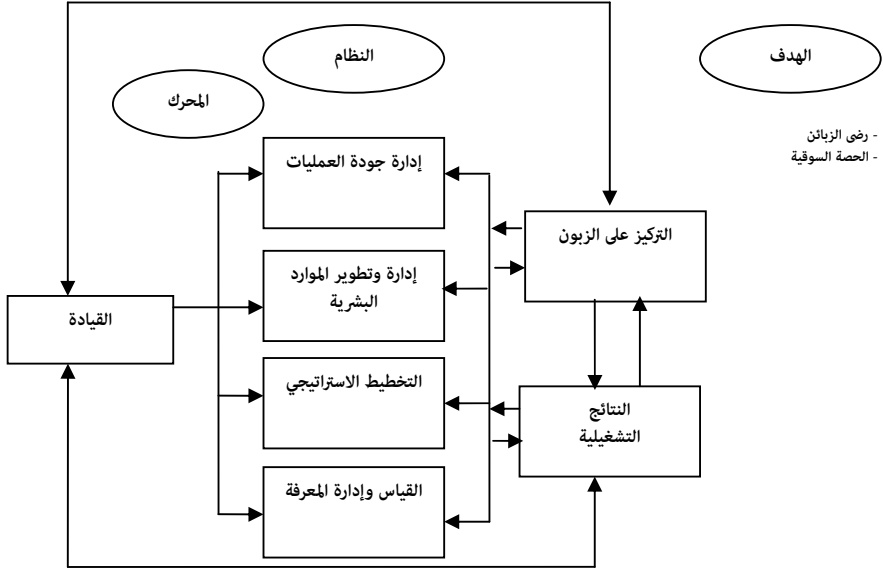 الهدف
النظام
المحرك
- رضى الزبائن
- الحصة السوقية
إدارة جودة العمليات
التركيز على الزبون
إدارة وتطوير الموارد
البشرية
القيادة
التخطيط الاستراتيجي
النتائج
التشغيلية
القياس وإدارة المعرفة